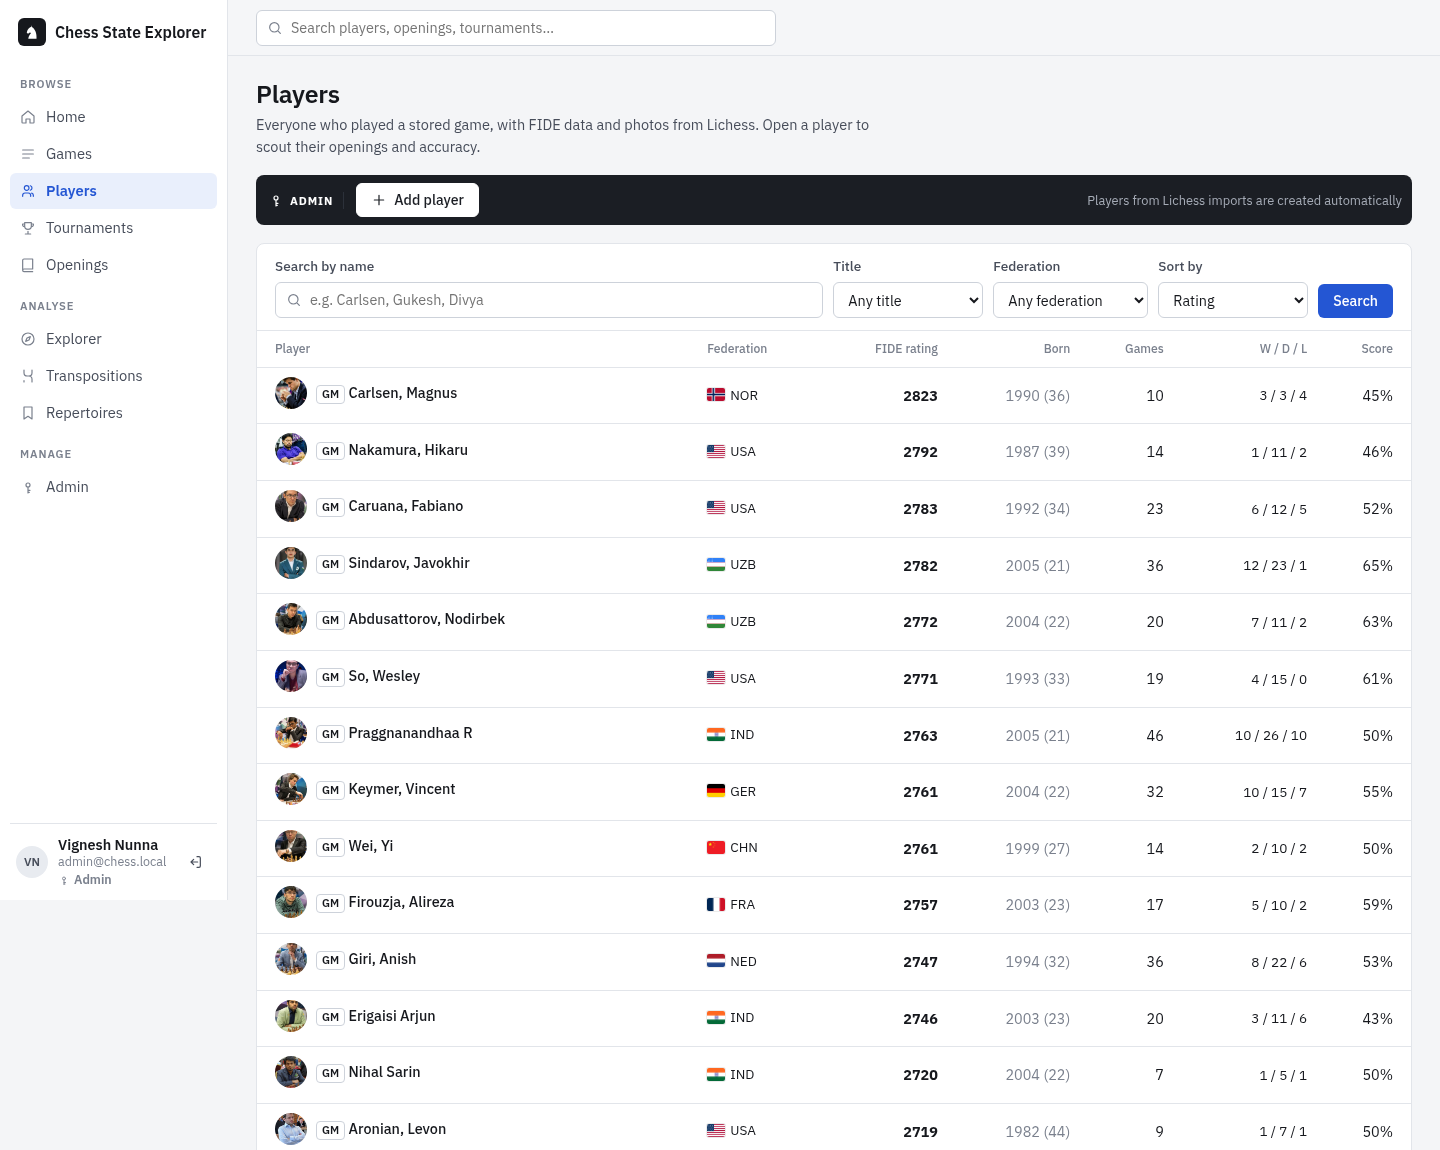 Chess State Explorer
Search players, openings, tournaments...
BROWSE
Home
Games
Players
Tournaments
Openings
ANALYSE
Explorer
Transpositions
Repertoires
MANAGE
Admin
VN
Vignesh Nunna
admin@chess.local
Admin
Players
Everyone who played a stored game, with FIDE data and photos from Lichess. Open a player to
scout their openings and accuracy.
ADMIN Add player Players from Lichess imports are created automatically
Search by name Title Federation Sort by
e.g. Carlsen, Gukesh, Divya Any title Any federation Rating Search
Player Federation FIDE rating Born Games W / D / L Score
GM Carlsen, Magnus NOR 2823 1990 (36) 10 3 / 3 / 4 45%
GM Nakamura, Hikaru USA 2792 1987 (39) 14 1 / 11 / 2 46%
GM Caruana, Fabiano USA 2783 1992 (34) 23 6 / 12 / 5 52%
GM Sindarov, Javokhir UZB 2782 2005 (21) 36 12 / 23 / 1 65%
GM Abdusattorov, Nodirbek UZB 2772 2004 (22) 20 7 / 11 / 2 63%
GM So, Wesley USA 2771 1993 (33) 19 4 / 15 / 0 61%
GM Praggnanandhaa R IND 2763 2005 (21) 46 10 / 26 / 10 50%
GM Keymer, Vincent GER 2761 2004 (22) 32 10 / 15 / 7 55%
GM Wei, Yi CHN 2761 1999 (27) 14 2 / 10 / 2 50%
GM Firouzja, Alireza FRA 2757 2003 (23) 17 5 / 10 / 2 59%
GM Giri, Anish NED 2747 1994 (32) 36 8 / 22 / 6 53%
GM Erigaisi Arjun IND 2746 2003 (23) 20 3 / 11 / 6 43%
GM Nihal Sarin IND 2720 2004 (22) 7 1 / 5 / 1 50%
GM Aronian, Levon USA 2719 1982 (44) 9 1 / 7 / 1 50%